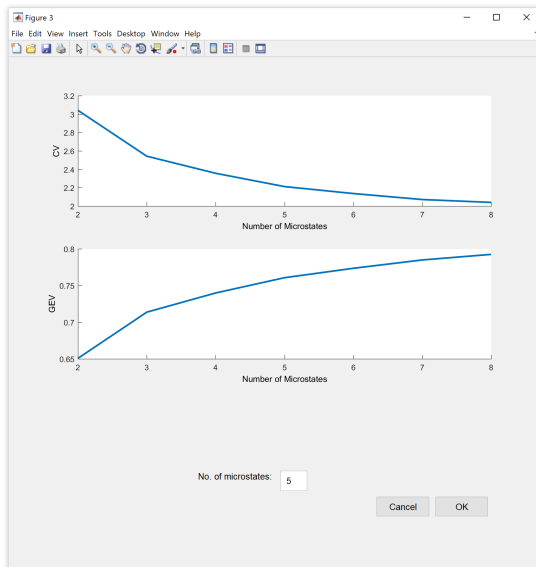 Figure 3
File Edit View Insert Tools Desktop Window Help
3.2
3
2.8
2.6
2.4
2.2
2
CV
2 3 4 5 6 7 8
Number of Microstates
0.8
0.75
0.7
0.65
GEV
2 3 4 5 6 7 8
Number of Microstates
No. of microstates: 5
Cancel OK